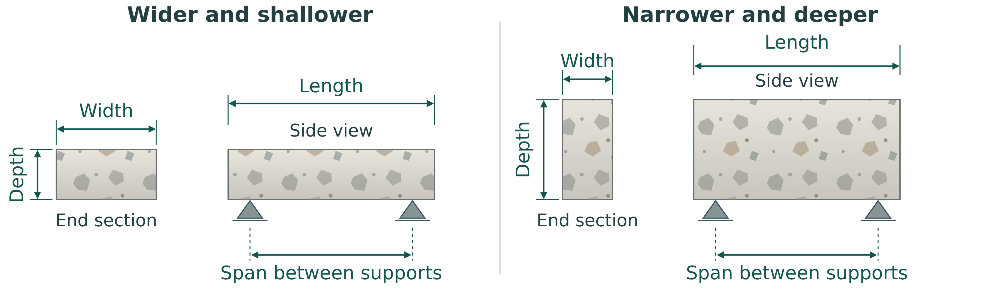 Wider and shallower
Length
Width
Side view
Depth
End section
Span between supports
Narrower and deeper
Length
Width
Side view
Depth
End section
Span between supports